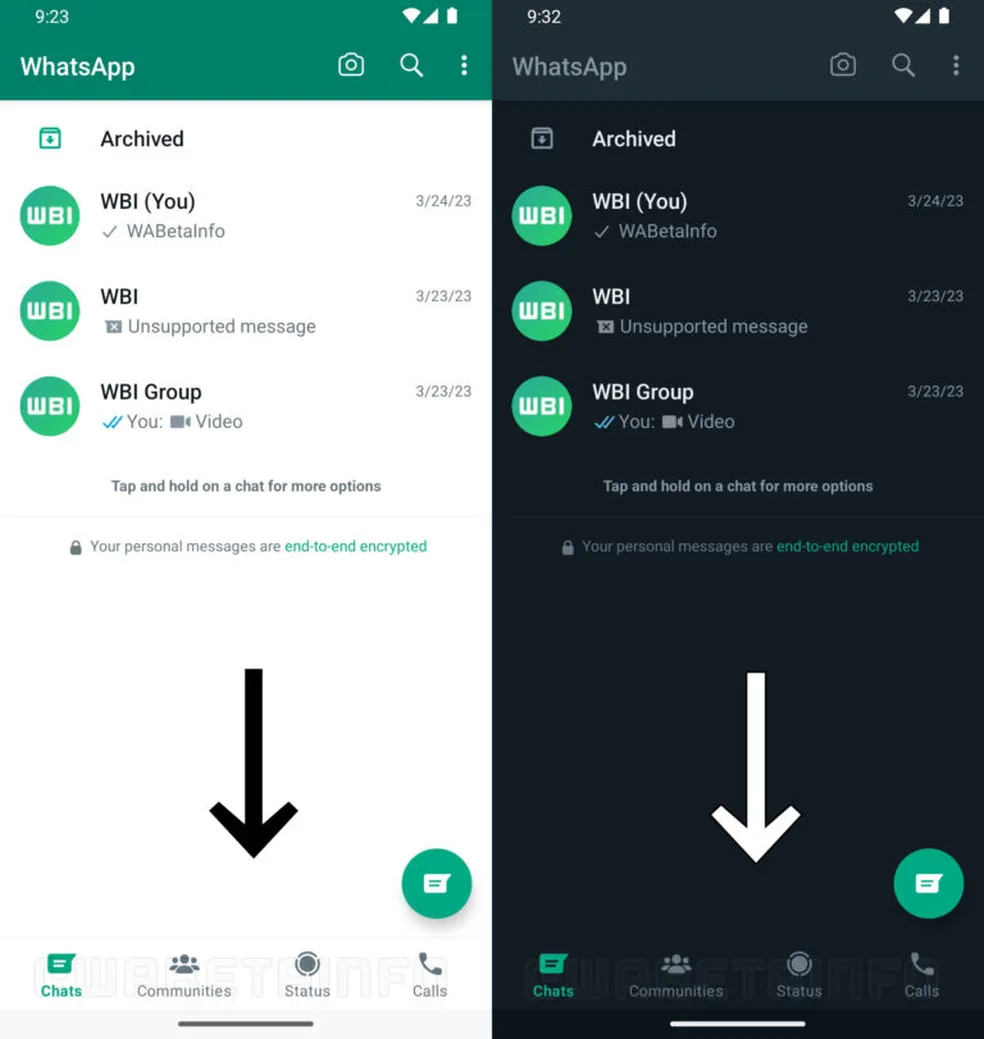 9:23
WhatsApp
Archived
WBI
WBI (You)
3/24/23
WABetaInfo
WBI
WBI
3/23/23
Unsupported message
WBI
WBI Group
3/23/23
You: Video
Tap and hold on a chat for more options
Your personal messages are end-to-end encrypted
@WABETAINFO
Chats
Communities
Status
Calls
9:32
WhatsApp
Archived
WBI
WBI (You)
3/24/23
WABetaInfo
WBI
WBI
3/23/23
Unsupported message
WBI
WBI Group
3/23/23
You: Video
Tap and hold on a chat for more options
Your personal messages are end-to-end encrypted
@WABETAINFO
Chats
Communities
Status
Calls